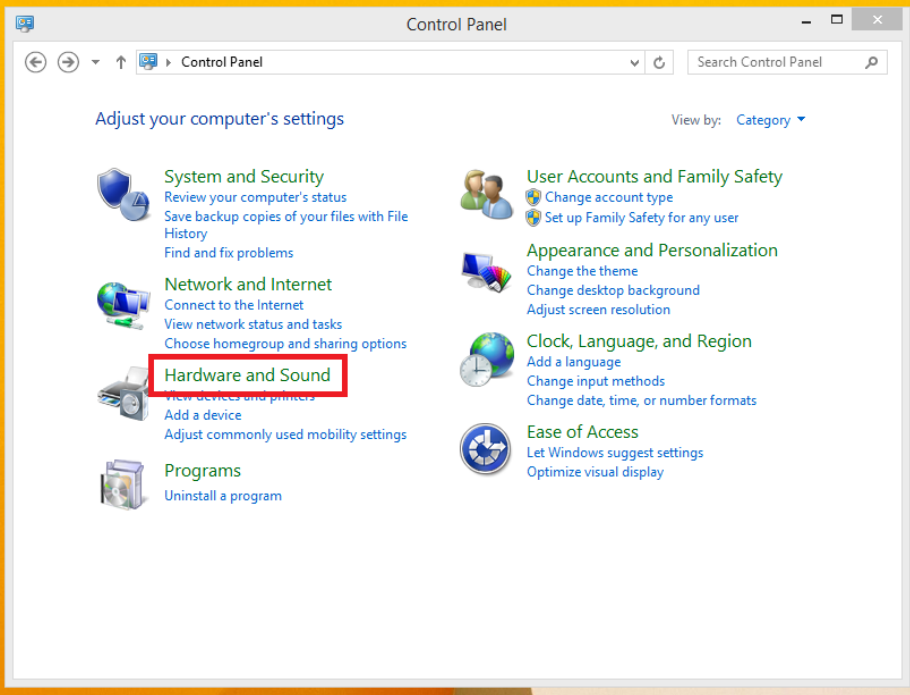 Control Panel
Control Panel
Search Control Panel
Adjust your computer's settings
View by: Category
System and Security
Review your computer's status
Save backup copies of your files with File
History
Find and fix problems
Network and Internet
Connect to the Internet
View network status and tasks
Choose homegroup and sharing options
Hardware and Sound
View devices and printers
Add a device
Adjust commonly used mobility settings
Programs
Uninstall a program
User Accounts and Family Safety
Change account type
Set up Family Safety for any user
Appearance and Personalization
Change the theme
Change desktop background
Adjust screen resolution
Clock, Language, and Region
Add a language
Change input methods
Change date, time, or number formats
Ease of Access
Let Windows suggest settings
Optimize visual display